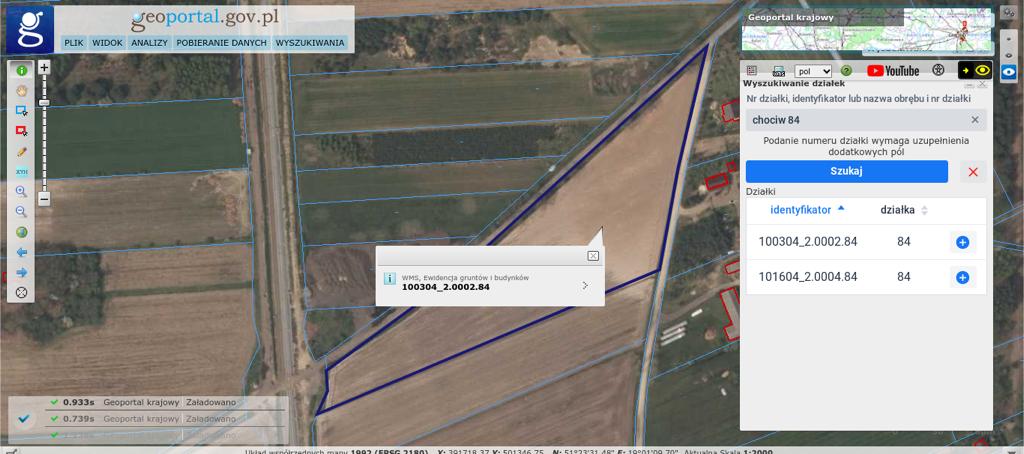 geoportal.gov.pl
PLIK WIDOK ANALIZY POBIERANIE DANYCH WYSZUKIWANIA
Geoportal krajowy
pol YouTube
Wyszukiwanie działek
Nr działki, identyfikator lub nazwa obrębu i nr działki
chociw 84
Podanie numeru działki wymaga uzupełnienia
dodatkowych pól
Szukaj
Działki
identyfikator działka
100304_2.0002.84 84
101604_2.0004.84 84
XYH
WMS, Ewidencja gruntów i budynków
100304_2.0002.84
0.933s Geoportal krajowy Załadowano
0.739s Geoportal krajowy Załadowano
Układ współrzędnych mapy 1992 (EPSG 2180) X: 391718.37 Y: 501346.75 N: 51°23'31.48" E: 19°01'09.70" Aktualna Skala 1:2000